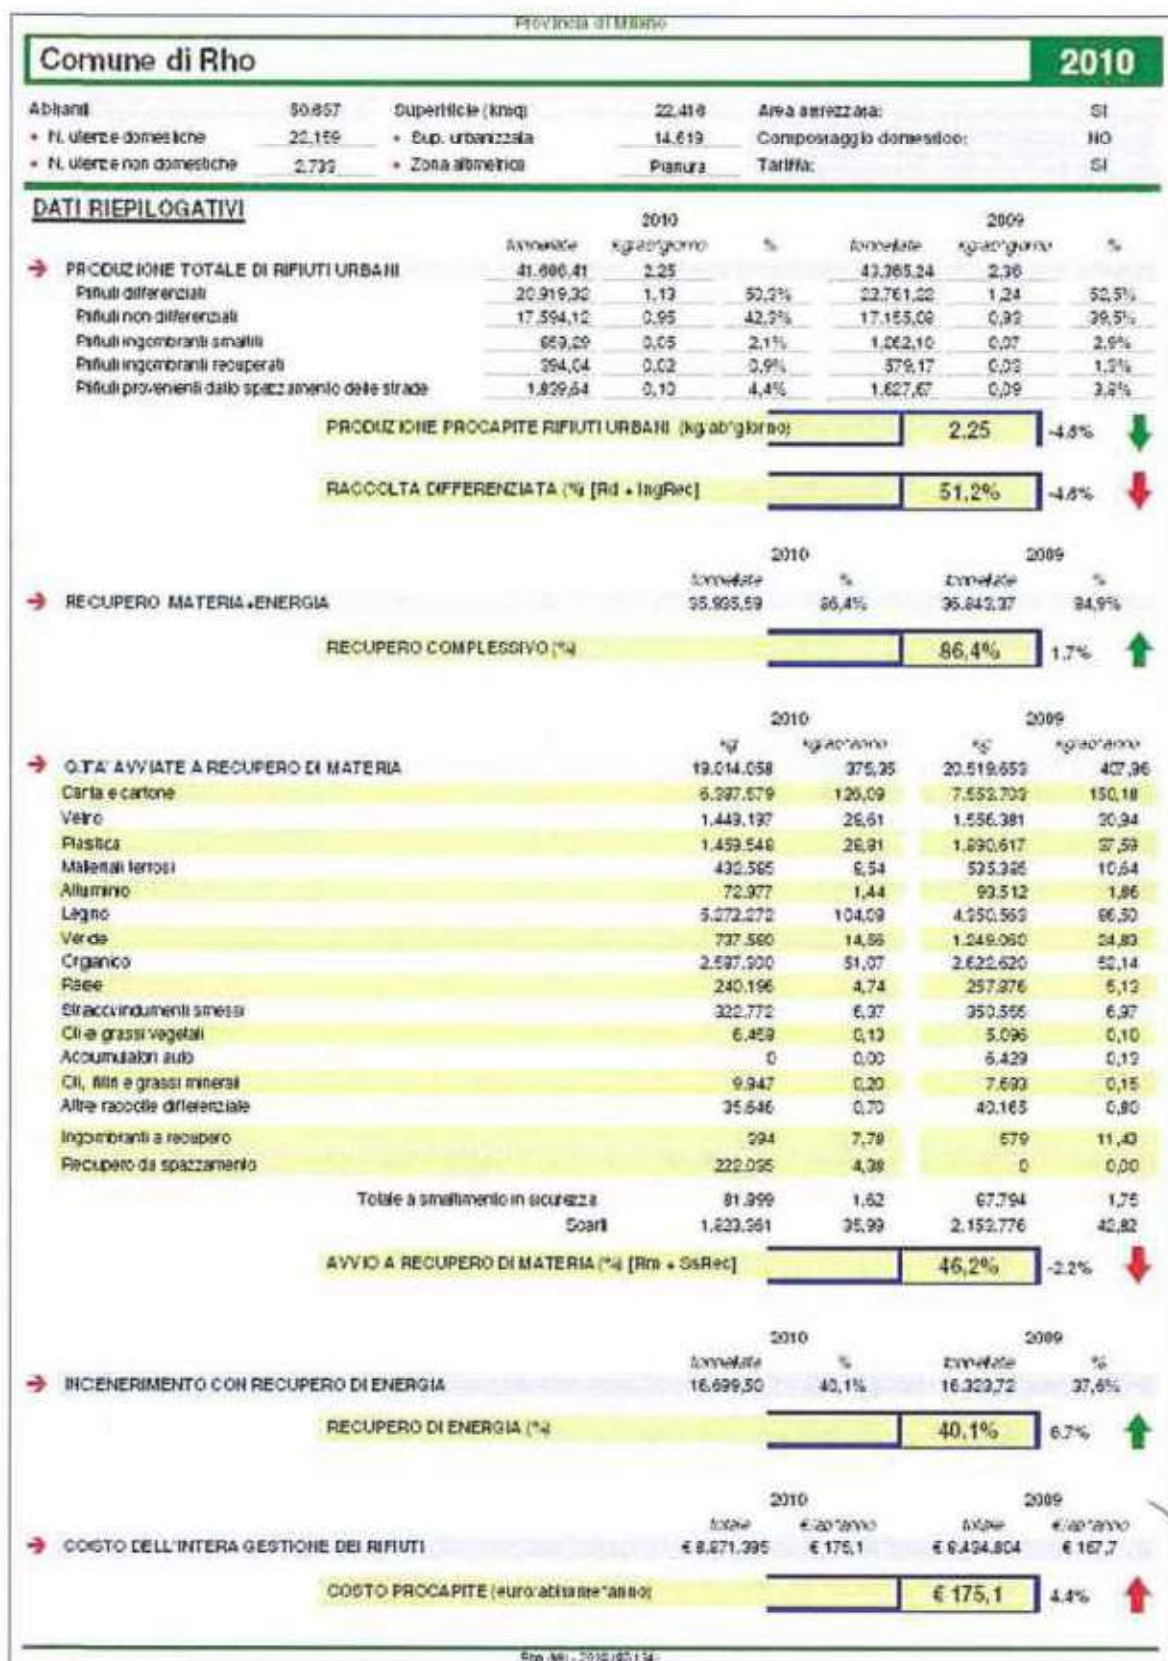 Provincia di Milano
Comune di Rho 2010
Abitanti 50.657 Superficie (kmq) 22,416 Area attrezzata: SI
• N. utenze domestiche 22.159 • Sup. urbanizzata 14,619 Compostaggio domestico: NO
• N. utenze non domestiche 2.733 • Zona altimetrica Pianura Tariffa: SI
DATI RIEPILOGATIVI
2010 2009
tonnellate kg/ab*giorno % tonnellate kg/ab*giorno %
PRODUZIONE TOTALE DI RIFIUTI URBANI 41.606,41 2,25 43.385,24 2,36
Rifiuti differenziati 20.919,32 1,13 50,3% 22.761,22 1,24 52,5%
Rifiuti non differenziati 17.594,12 0,95 42,3% 17.155,08 0,93 39,5%
Rifiuti ingombranti smaltiti 0,05 2,1% 0,07 2,9%
Rifiuti ingombranti recuperati 394,04 0,02 0,9% 579,17 0,03 1,3%
Rifiuti provenienti dallo spazzamento delle strade 1.839,64 0,10 4,4% 1.627,67 0,09 3,8%
PRODUZIONE PROCAPITE RIFIUTI URBANI (kg/ab*giorno) 2,25 -4,8%
RACCOLTA DIFFERENZIATA (%) [Rd + IngRec] 51,2% -4,8%
2010 2009
tonnellate % tonnellate %
RECUPERO MATERIA+ENERGIA 35.935,59 86,4% 36.843,37 84,9%
RECUPERO COMPLESSIVO (%) 86,4% 1,7%
2010 2009
kg kg/ab*anno kg kg/ab*anno
Q.TA' AVVIATE A RECUPERO DI MATERIA 19.014.058 375,35 20.519.653 407,96
Carta e cartone 6.387.579 126,09 7.553.703 150,18
Vetro 1.449.197 28,61 1.556.381 30,94
Plastica 1.459.548 28,81 1.890.617 37,59
Materiali ferrosi 432.585 8,54 535.385 10,64
Alluminio 72.977 1,44 93.512 1,86
Legno 5.273.272 104,09 4.350.563 86,50
Verde 737.580 14,56 1.249.060 24,83
Organico 2.587.300 51,07 2.622.620 52,14
Raee 240.196 4,74 257.876 5,13
Stracci/indumenti smessi 322.772 6,37 350.566 6,97
Oli e grassi vegetali 6.459 0,13 5.096 0,10
Accumulatori auto 0 0,00 6.429 0,13
Oli, filtri e grassi minerali 9.947 0,20 7.693 0,15
Altre raccolte differenziate 35.646 0,70 40.165 0,80
Ingombranti a recupero 394 7,78 579 11,43
Recupero da spazzamento 222.035 4,38 0 0,00
Totale a smaltimento in sicurezza 81.999 1,62 1,75
Scarti 1.823.361 35,99 2.153.776 42,82
AVVIO A RECUPERO DI MATERIA (%) [Rm + SsRec] 46,2% -2,2%
2010 2009
tonnellate % tonnellate %
INCENERIMENTO CON RECUPERO DI ENERGIA 16.699,50 40,1% 16.323,72 37,6%
RECUPERO DI ENERGIA (%) 40,1% 6,7%
2010 2009
totale €/ab*anno totale €/ab*anno
COSTO DELL'INTERA GESTIONE DEI RIFIUTI € 8.871.395 € 175,1 € 8.434.804 € 167,7
COSTO PROCAPITE (euro/abitante*anno) € 175,1 4,4%